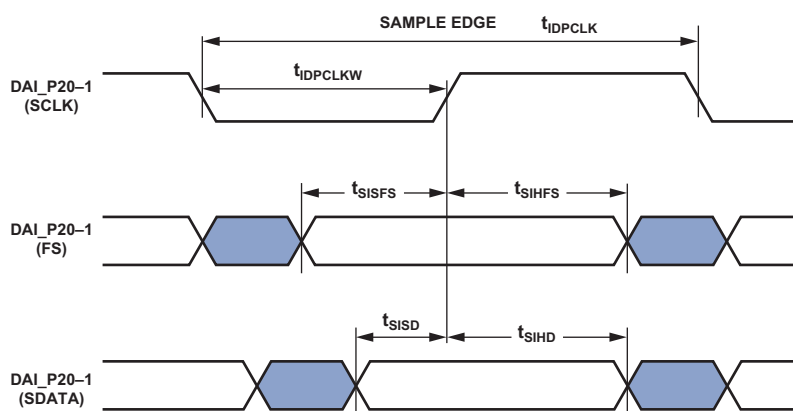 SAMPLE EDGE
tIDPCLK
tIDPCLKW
DAI_P20–1
(SCLK)
tSISFS
tSIHFS
DAI_P20–1
(FS)
tSISD
tSIHD
DAI_P20–1
(SDATA)